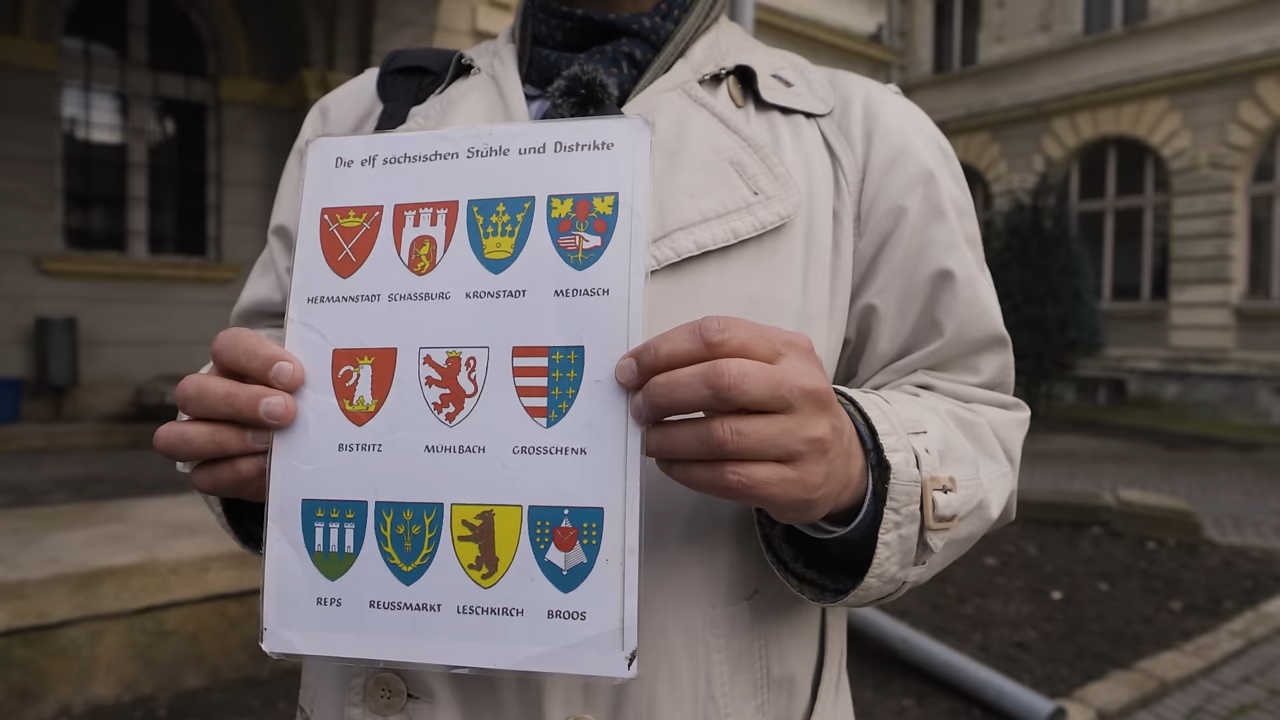 Die elf sächsischen Stühle und Distrikte
HERMANNSTADT SCHASSBURG KRONSTADT MEDIASCH
BISTRITZ MÜHLBACH GROSSCHENK
REPS REUSSMARKT LESCHKIRCH BROOS